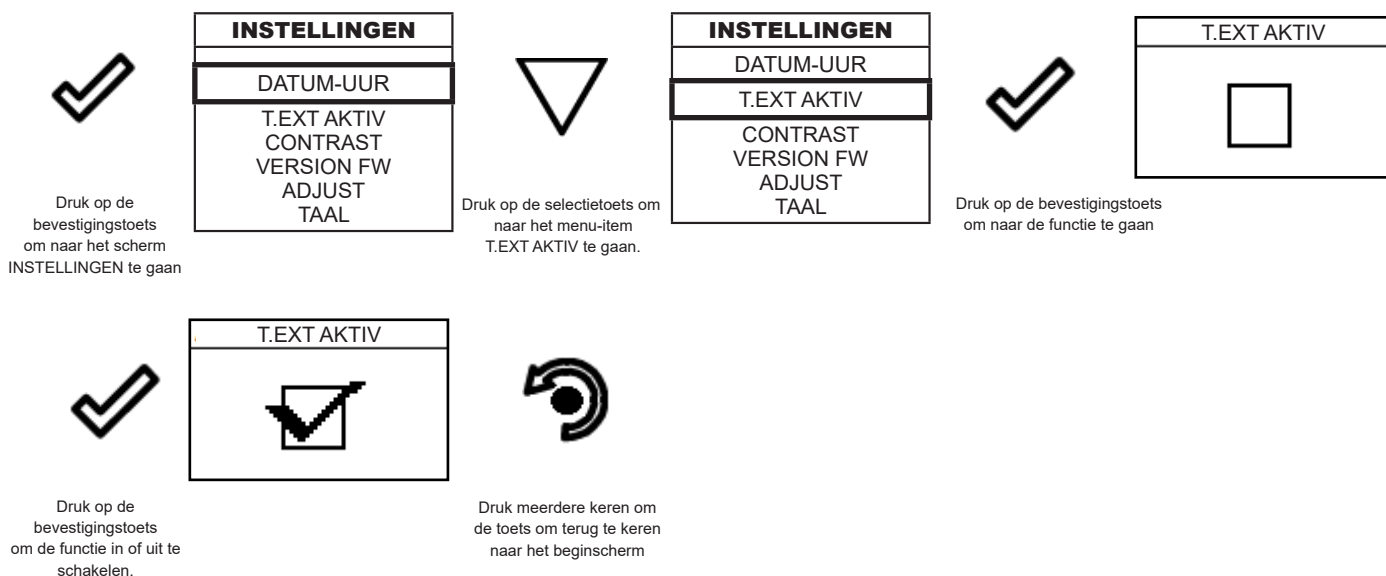 INSTELLINGEN
DATUM-UUR
T.EXT AKTIV
CONTRAST
VERSION FW
ADJUST
TAAL
Druk op de
bevestigingstoets
om naar het scherm
INSTELLINGEN te gaan
Druk op de selectietoets om
naar het menu-item
T.EXT AKTIV te gaan.
INSTELLINGEN
DATUM-UUR
T.EXT AKTIV
CONTRAST
VERSION FW
ADJUST
TAAL
Druk op de bevestigingstoets
om naar de functie te gaan
T.EXT AKTIV
T.EXT AKTIV
Druk op de
bevestigingstoets
om de functie in of uit te
schakelen.
Druk meerdere keren om
de toets om terug te keren
naar het beginscherm